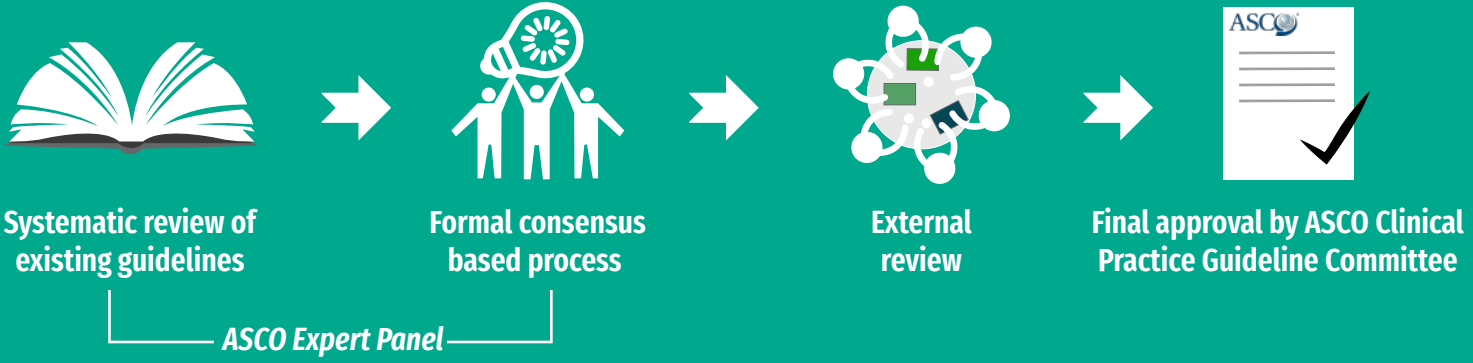 ASCO
Systematic review of
existing guidelines
Formal consensus
based process
External
review
Final approval by ASCO Clinical
Practice Guideline Committee
ASCO Expert Panel